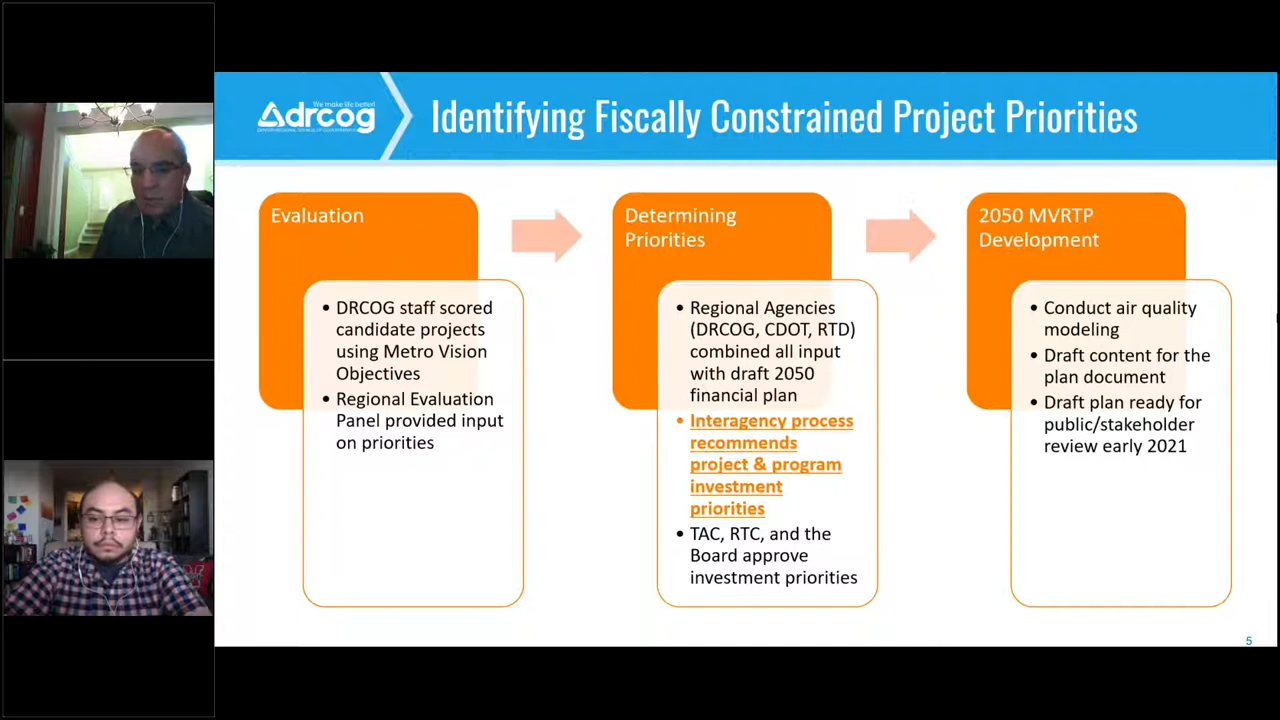 We make life better!
drcog
DENVER REGIONAL COUNCIL OF GOVERNMENTS
Identifying Fiscally Constrained Project Priorities
Evaluation
• DRCOG staff scored
candidate projects
using Metro Vision
Objectives
• Regional Evaluation
Panel provided input
on priorities
Determining
Priorities
• Regional Agencies
(DRCOG, CDOT, RTD)
combined all input
with draft 2050
financial plan
• Interagency process
recommends
project & program
investment
priorities
• TAC, RTC, and the
Board approve
investment priorities
2050 MVRTP
Development
• Conduct air quality
modeling
• Draft content for the
plan document
• Draft plan ready for
public/stakeholder
review early 2021
5